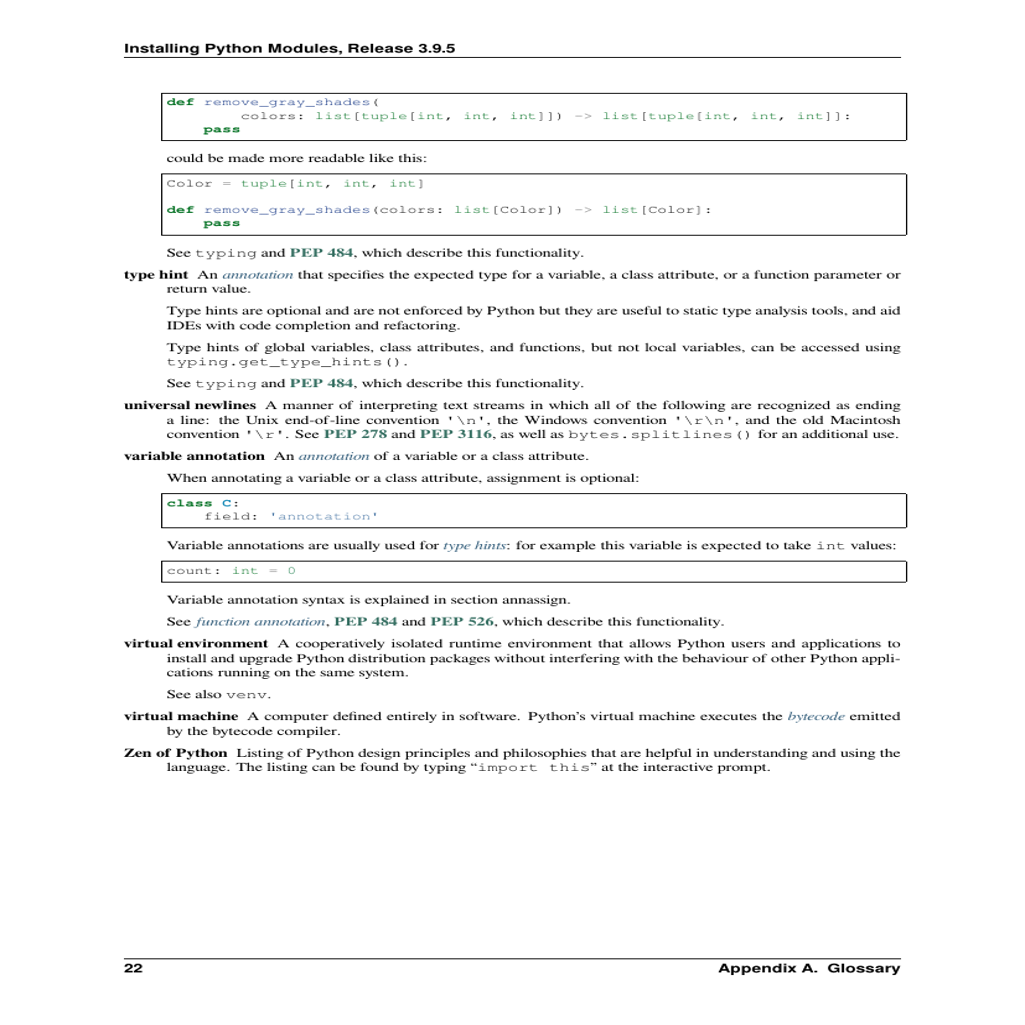 Installing Python Modules, Release 3.9.5
def remove_gray_shades(
        colors: list[tuple[int, int, int]]) -> list[tuple[int, int, int]]:
    pass
could be made more readable like this:
Color = tuple[int, int, int]
def remove_gray_shades(colors: list[Color]) -> list[Color]:
    pass
See typing and PEP 484, which describe this functionality.
type hint An annotation that specifies the expected type for a variable, a class attribute, or a function parameter or
return value.
Type hints are optional and are not enforced by Python but they are useful to static type analysis tools, and aid
IDEs with code completion and refactoring.
Type hints of global variables, class attributes, and functions, but not local variables, can be accessed using
typing.get_type_hints().
See typing and PEP 484, which describe this functionality.
universal newlines A manner of interpreting text streams in which all of the following are recognized as ending
a line: the Unix end-of-line convention '\n', the Windows convention '\r\n', and the old Macintosh
convention '\r'. See PEP 278 and PEP 3116, as well as bytes.splitlines() for an additional use.
variable annotation An annotation of a variable or a class attribute.
When annotating a variable or a class attribute, assignment is optional:
class C:
    field: 'annotation'
Variable annotations are usually used for type hints: for example this variable is expected to take int values:
count: int = 0
Variable annotation syntax is explained in section annassign.
See function annotation, PEP 484 and PEP 526, which describe this functionality.
virtual environment A cooperatively isolated runtime environment that allows Python users and applications to
install and upgrade Python distribution packages without interfering with the behaviour of other Python appli-
cations running on the same system.
See also venv.
virtual machine A computer defined entirely in software. Python's virtual machine executes the bytecode emitted
by the bytecode compiler.
Zen of Python Listing of Python design principles and philosophies that are helpful in understanding and using the
language. The listing can be found by typing “import this” at the interactive prompt.
22 Appendix A. Glossary